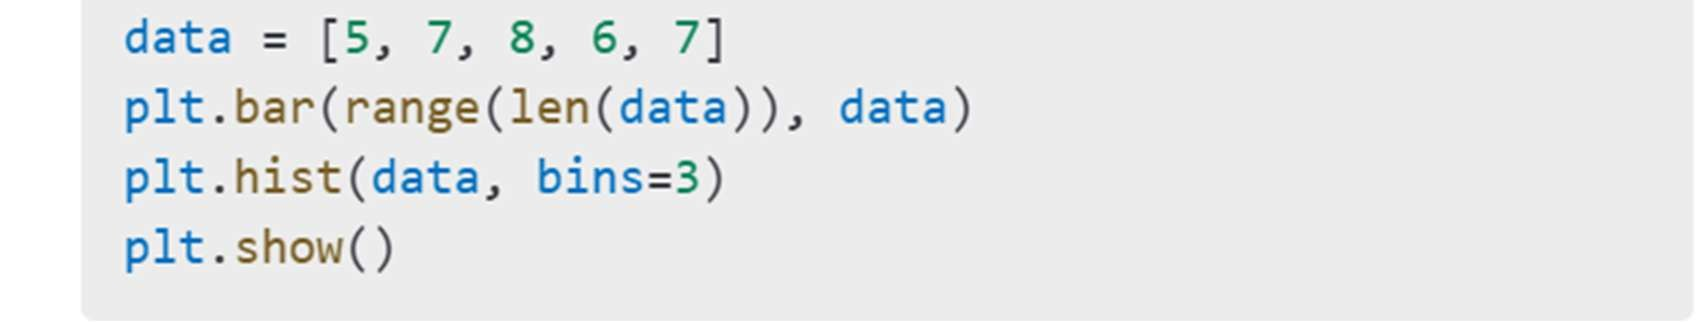 data = [5, 7, 8, 6, 7]
plt.bar(range(len(data)), data)
plt.hist(data, bins=3)
plt.show()